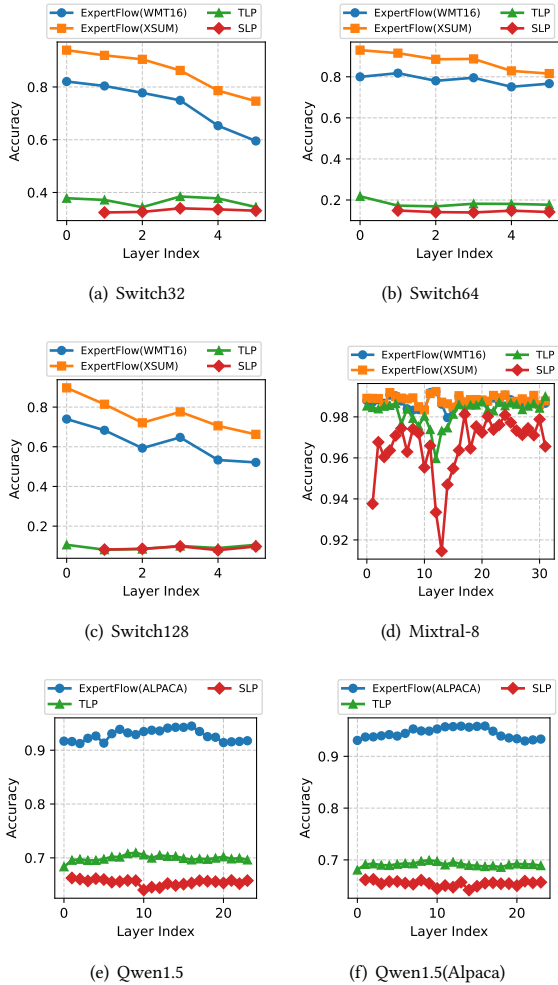 ExpertFlow(WMT16) TLP
ExpertFlow(XSUM) SLP
0.8
0.6
0.4
Accuracy
0 2 4
Layer Index
(a) Switch32
ExpertFlow(WMT16) TLP
ExpertFlow(XSUM) SLP
0.8
0.6
0.4
0.2
Accuracy
0 2 4
Layer Index
(b) Switch64
ExpertFlow(WMT16) TLP
ExpertFlow(XSUM) SLP
0.8
0.6
0.4
0.2
Accuracy
0 2 4
Layer Index
(c) Switch128
ExpertFlow(WMT16) TLP
ExpertFlow(XSUM) SLP
0.98
0.96
0.94
0.92
Accuracy
0 10 20 30
Layer Index
(d) Mixtral-8
ExpertFlow(ALPACA) SLP
TLP
0.9
0.8
0.7
Accuracy
0 10 20
Layer Index
(e) Qwen1.5
ExpertFlow(ALPACA) SLP
TLP
0.9
0.8
0.7
Accuracy
0 10 20
Layer Index
(f) Qwen1.5(Alpaca)